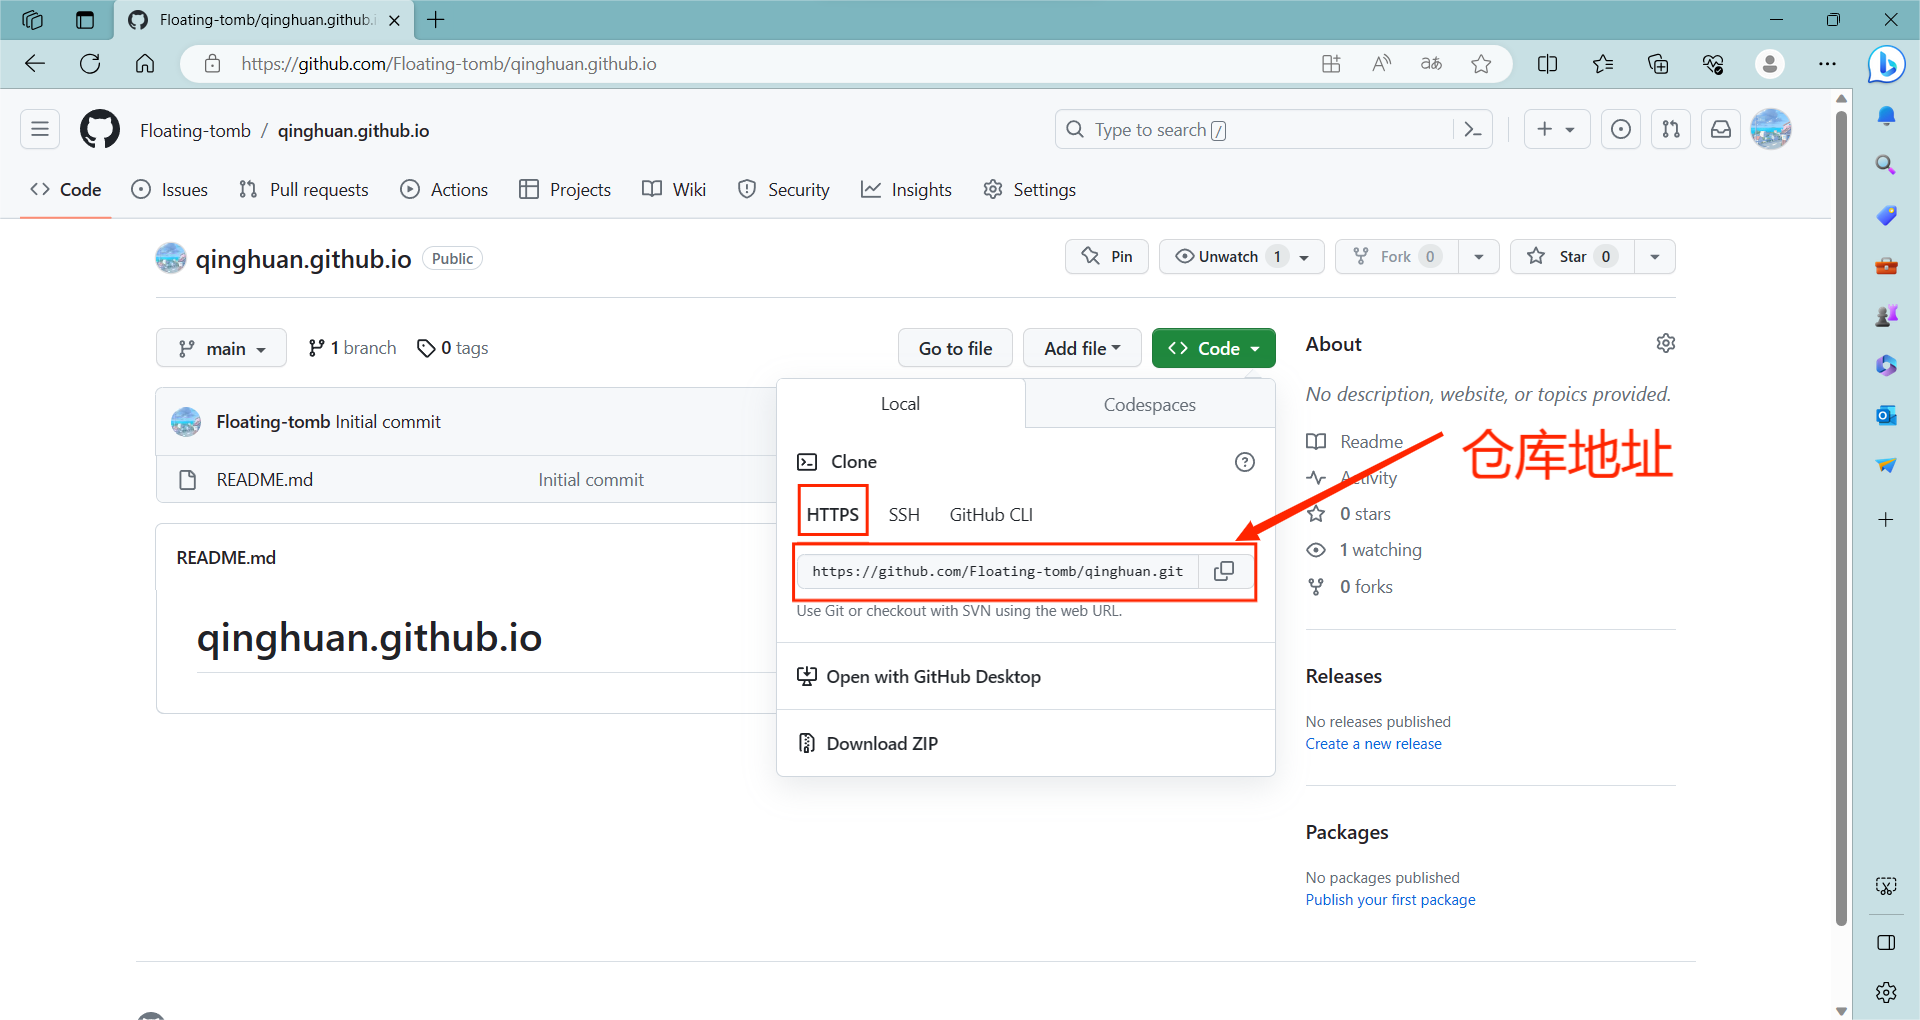 Floating-tomb/qinghuan.github.i
https://github.com/Floating-tomb/qinghuan.github.io
Floating-tomb / qinghuan.github.io
Type to search /
Code
Issues
Pull requests
Actions
Projects
Wiki
Security
Insights
Settings
qinghuan.github.io Public
Pin
Unwatch 1
Fork 0
Star 0
main
1 branch
0 tags
Go to file
Add file
Code
Floating-tomb Initial commit
README.md Initial commit
README.md
qinghuan.github.io
Local
Codespaces
Clone
HTTPS
SSH
GitHub CLI
https://github.com/Floating-tomb/qinghuan.git
Use Git or checkout with SVN using the web URL.
Open with GitHub Desktop
Download ZIP
About
No description, website, or topics provided.
Readme
仓库地址
Activity
0 stars
1 watching
0 forks
Releases
No releases published
Create a new release
Packages
No packages published
Publish your first package